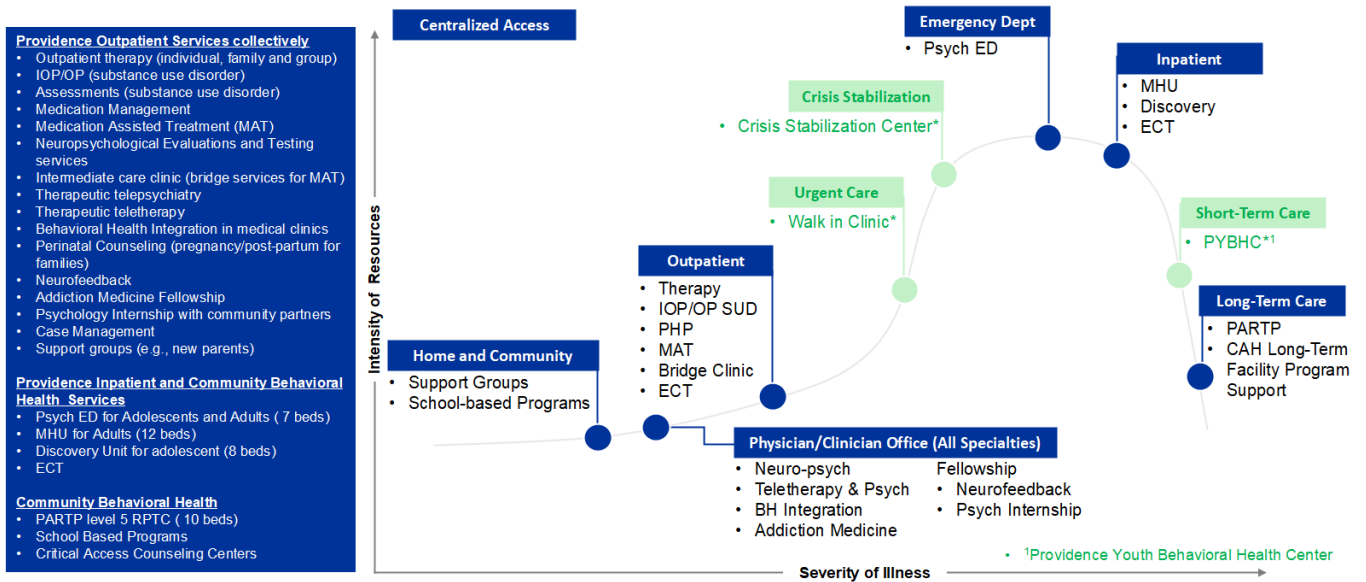 Providence Outpatient Services collectively
• Outpatient therapy (individual, family and group)
• IOP/OP (substance use disorder)
• Assessments (substance use disorder)
• Medication Management
• Medication Assisted Treatment (MAT)
• Neuropsychological Evaluations and Testing
services
• Intermediate care clinic (bridge services for MAT)
• Therapeutic telepsychiatry
• Therapeutic teletherapy
• Behavioral Health Integration in medical clinics
• Perinatal Counseling (pregnancy/post-partum for
families)
• Neurofeedback
• Addiction Medicine Fellowship
• Psychology Internship with community partners
• Case Management
• Support groups (e.g., new parents)
Providence Inpatient and Community Behavioral
Health Services
• Psych ED for Adolescents and Adults ( 7 beds)
• MHU for Adults (12 beds)
• Discovery Unit for adolescent (8 beds)
• ECT
Community Behavioral Health
• PARTP level 5 RPTC ( 10 beds)
• School Based Programs
• Critical Access Counseling Centers
Intensity of Resources
Centralized Access
Home and Community
• Support Groups
• School-based Programs
Outpatient
• Therapy
• IOP/OP SUD
• PHP
• MAT
• Bridge Clinic
• ECT
Physician/Clinician Office (All Specialties)
• Neuro-psych
• Teletherapy & Psych
• BH Integration
• Addiction Medicine
Fellowship
• Neurofeedback
• Psych Internship
Urgent Care
• Walk in Clinic*
Crisis Stabilization
• Crisis Stabilization Center*
Emergency Dept
• Psych ED
Inpatient
• MHU
• Discovery
• ECT
Short-Term Care
• PYBHC*¹
Long-Term Care
• PARTP
• CAH Long-Term
Facility Program
Support
• ¹Providence Youth Behavioral Health Center
Severity of Illness